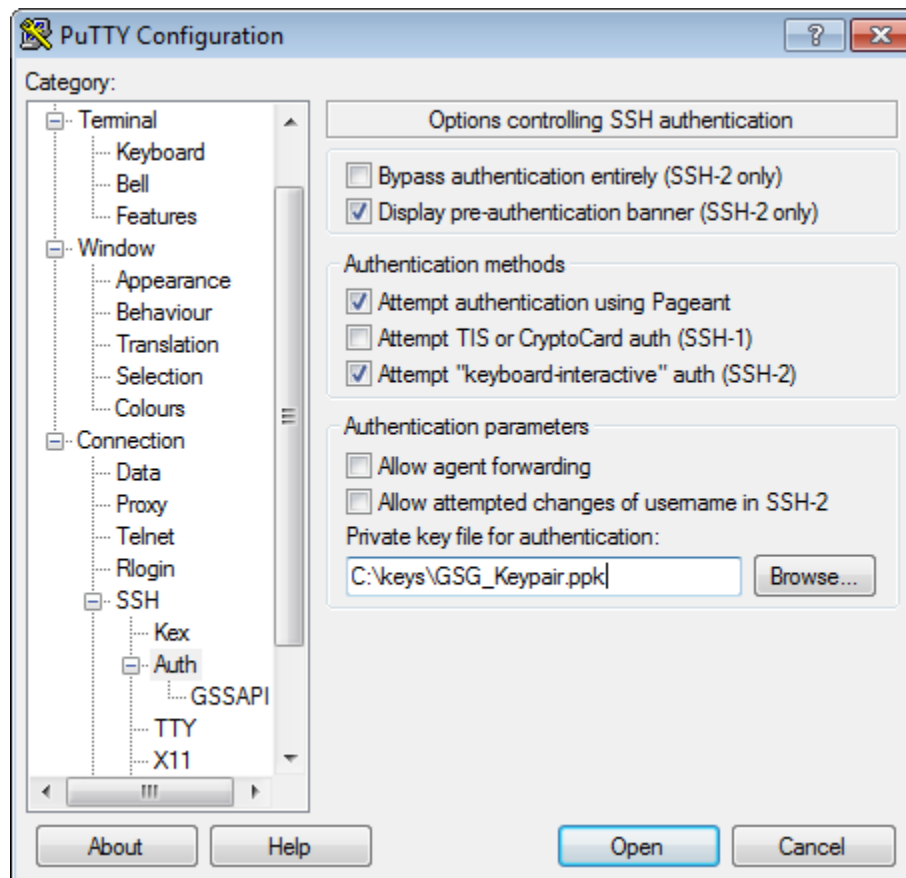 PuTTY Configuration
Category:
Terminal
Keyboard
Bell
Features
Window
Appearance
Behaviour
Translation
Selection
Colours
Connection
Data
Proxy
Telnet
Rlogin
SSH
Kex
Auth
GSSAPI
TTY
X11
Options controlling SSH authentication
Bypass authentication entirely (SSH-2 only)
Display pre-authentication banner (SSH-2 only)
Authentication methods
Attempt authentication using Pageant
Attempt TIS or CryptoCard auth (SSH-1)
Attempt "keyboard-interactive" auth (SSH-2)
Authentication parameters
Allow agent forwarding
Allow attempted changes of username in SSH-2
Private key file for authentication:
C:\keys\GSG_Keypair.ppk
Browse...
About
Help
Open
Cancel